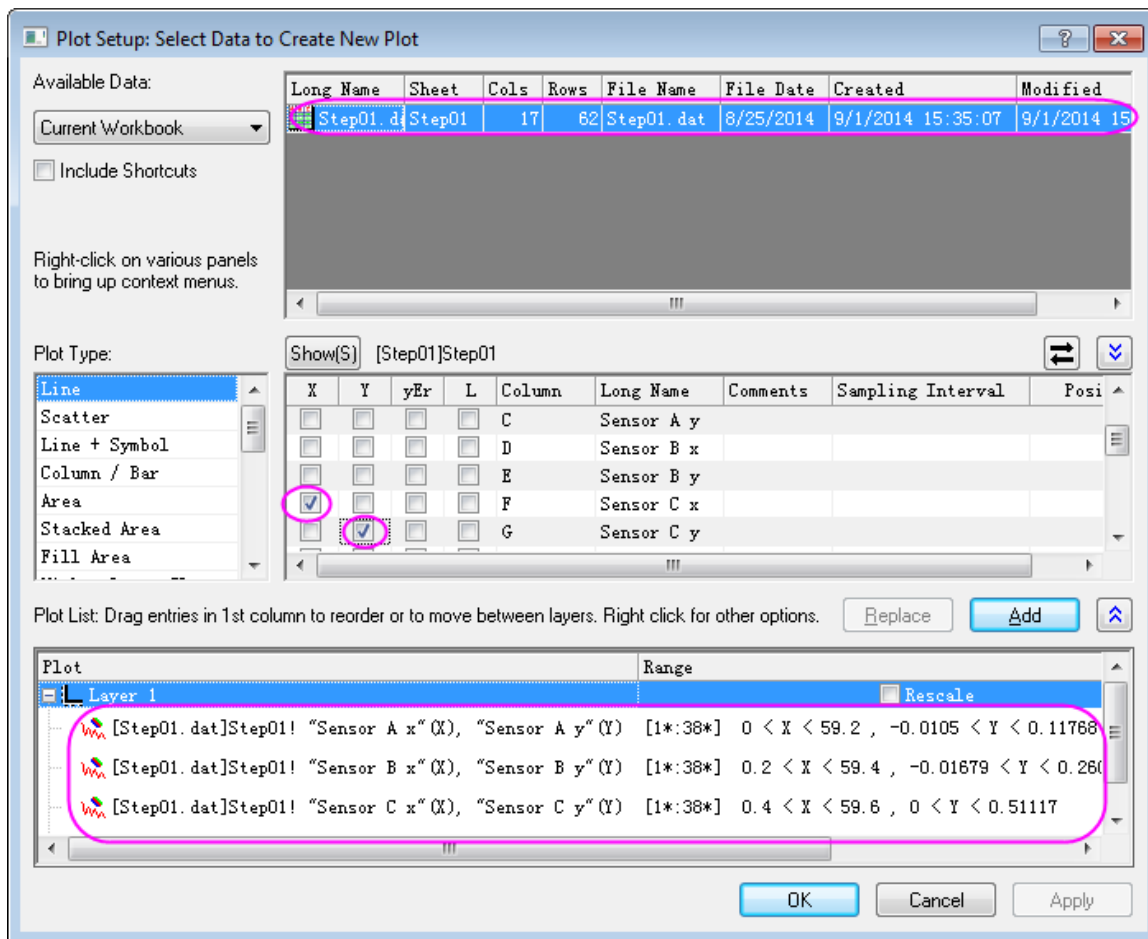 Plot Setup: Select Data to Create New Plot
Available Data:
Current Workbook
Include Shortcuts
Right-click on various panels
to bring up context menus.
Long Name Sheet Cols Rows File Name File Date Created Modified
Step01.da Step01 17 62 Step01.dat 8/25/2014 9/1/2014 15:35:07 9/1/2014 15
Plot Type:
Line
Scatter
Line + Symbol
Column / Bar
Area
Stacked Area
Fill Area
Show(S) [Step01]Step01
X Y yEr L Column Long Name Comments Sampling Interval Posi
C Sensor A y
D Sensor B x
E Sensor B y
F Sensor C x
G Sensor C y
Plot List: Drag entries in 1st column to reorder or to move between layers. Right click for other options.
Replace Add
Plot Range
Layer 1 Rescale
[Step01.dat]Step01! "Sensor A x"(X), "Sensor A y"(Y) [1*:38*] 0 < X < 59.2 , -0.0105 < Y < 0.11768
[Step01.dat]Step01! "Sensor B x"(X), "Sensor B y"(Y) [1*:38*] 0.2 < X < 59.4 , -0.01679 < Y < 0.260
[Step01.dat]Step01! "Sensor C x"(X), "Sensor C y"(Y) [1*:38*] 0.4 < X < 59.6 , 0 < Y < 0.51117
OK Cancel Apply